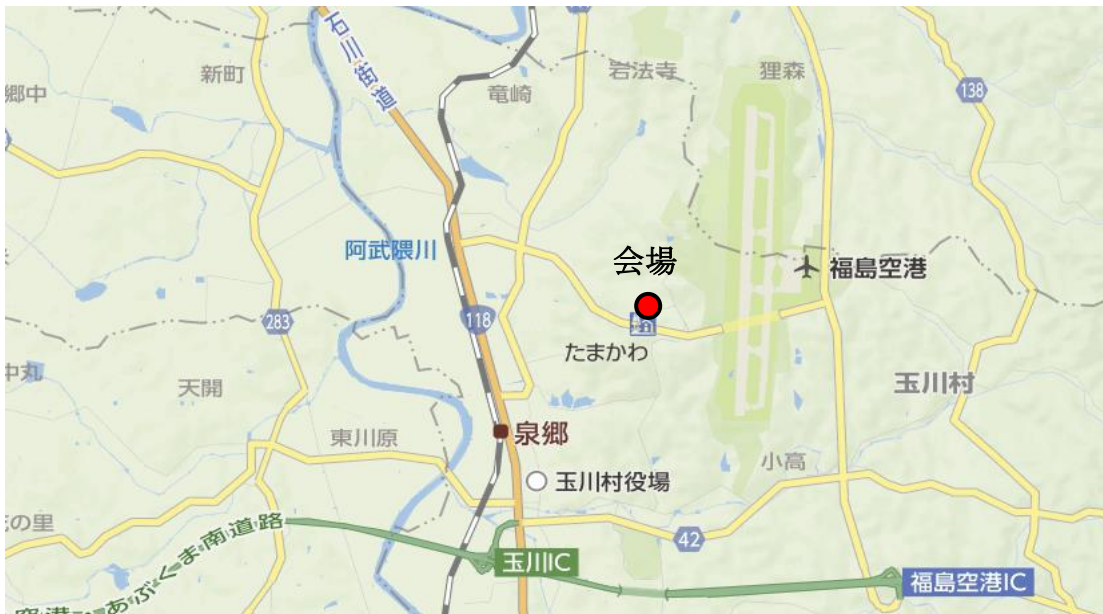 石川街道
新町
郷中
竜崎
岩法寺
狸森
138
阿武隈川
会場
福島空港
283
118
たまかわ
中丸
天開
玉川村
東川原
泉郷
小高
玉川村役場
の里
42
あぶくま南道路
空港
玉川IC
福島空港IC